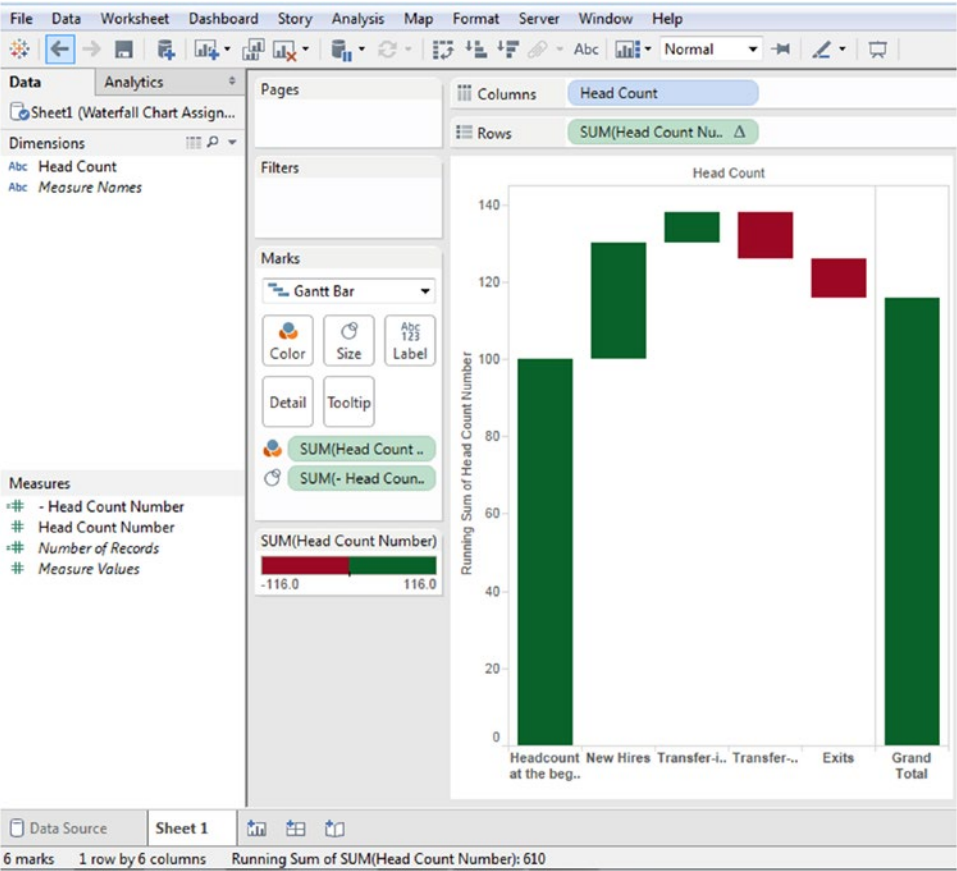 File Data Worksheet Dashboard Story Analysis Map Format Server Window Help
Abc Normal
Data Analytics
Sheet1 (Waterfall Chart Assign...
Dimensions
Abc Head Count
Abc Measure Names
Measures
- Head Count Number
Head Count Number
Number of Records
Measure Values
Pages
Filters
Marks
Gantt Bar
Color Size Abc 123 Label
Detail Tooltip
SUM(Head Count ..
SUM(- Head Coun..
SUM(Head Count Number)
-116.0 116.0
Columns Head Count
Rows SUM(Head Count Nu.. Δ
Head Count
Running Sum of Head Count Number
140
120
100
80
60
40
20
0
Headcount at the beg.. New Hires Transfer-i.. Transfer-... Exits Grand Total
Data Source Sheet 1
6 marks 1 row by 6 columns Running Sum of SUM(Head Count Number): 610